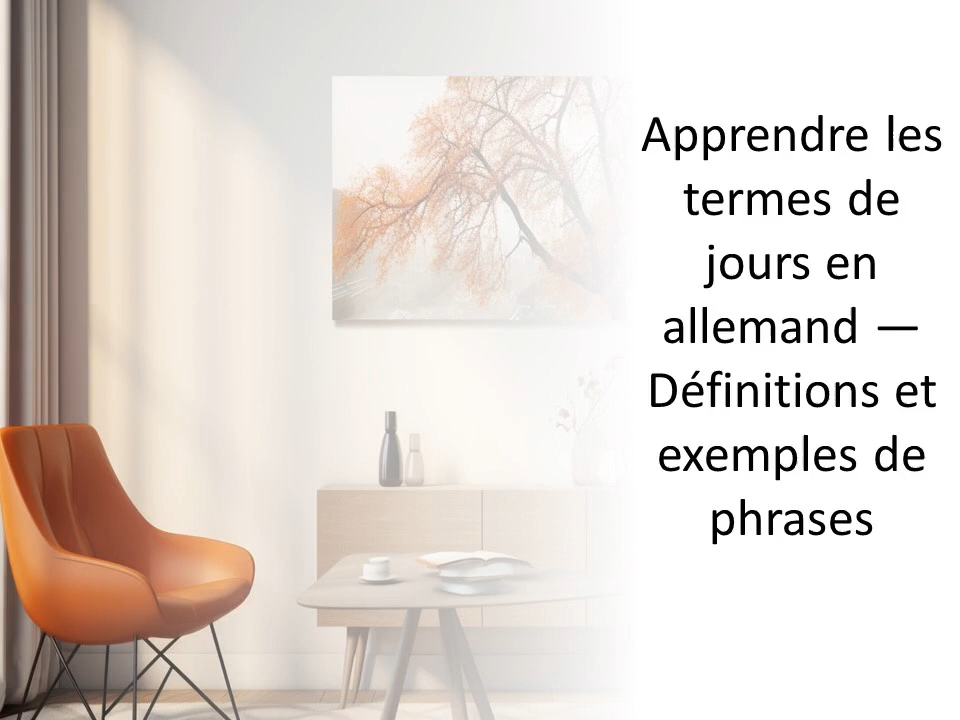 Apprendre les
termes de
jours en
allemand —
Définitions et
exemples de
phrases